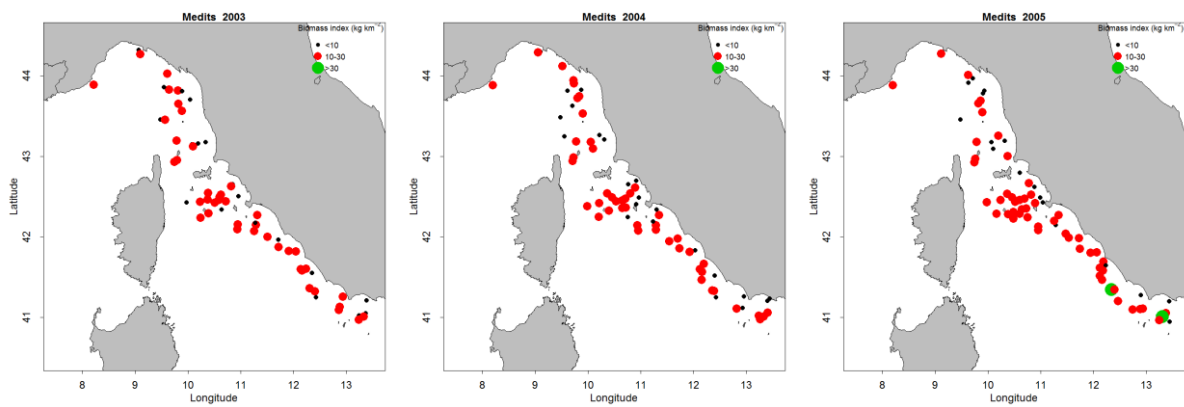 Medits 2003
Biomass index (kg km⁻²)
<10
10-30
>30
44
43
42
41
Latitude
8 9 10 11 12 13
Longitude
Medits 2004
Biomass index (kg km⁻²)
<10
10-30
>30
44
43
42
41
Latitude
8 9 10 11 12 13
Longitude
Medits 2005
Biomass index (kg km⁻²)
<10
10-30
>30
44
43
42
41
Latitude
8 9 10 11 12 13
Longitude